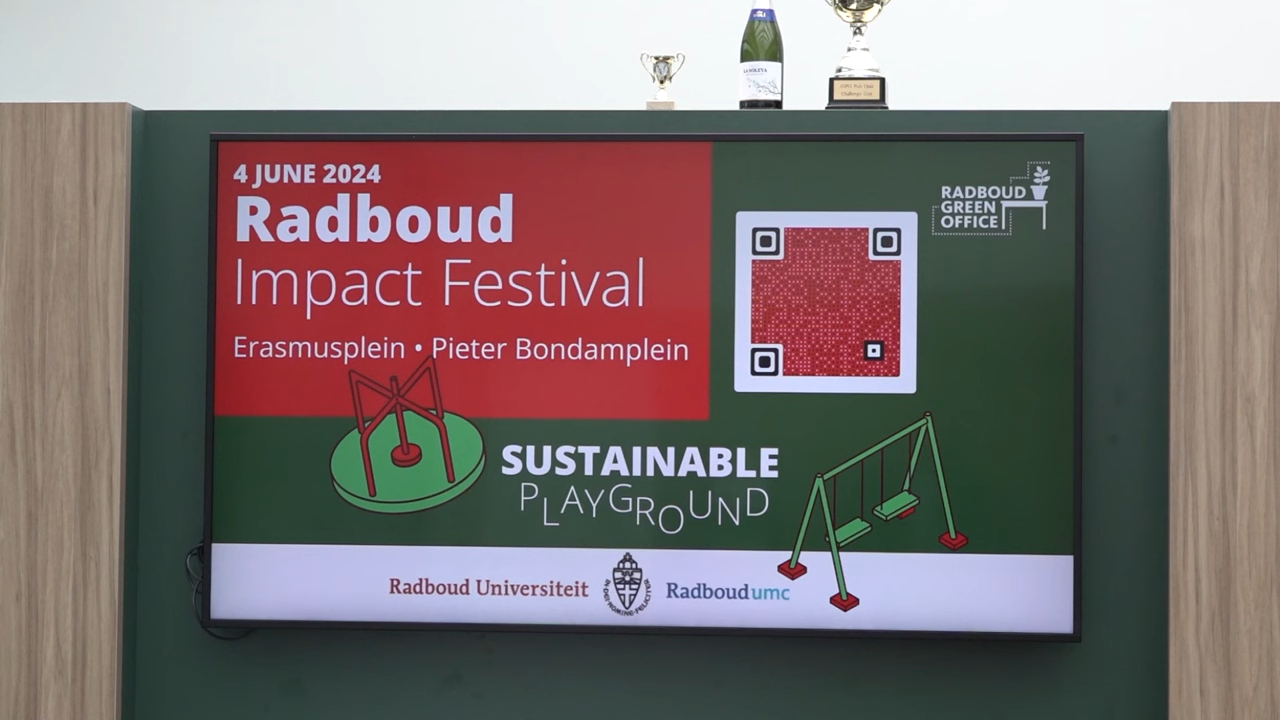 4 JUNE 2024
Radboud
Impact Festival
Erasmusplein • Pieter Bondamplein
RADBOUD
GREEN
OFFICE
SUSTAINABLE
PLAYGROUND
Radboud Universiteit
Radboudumc